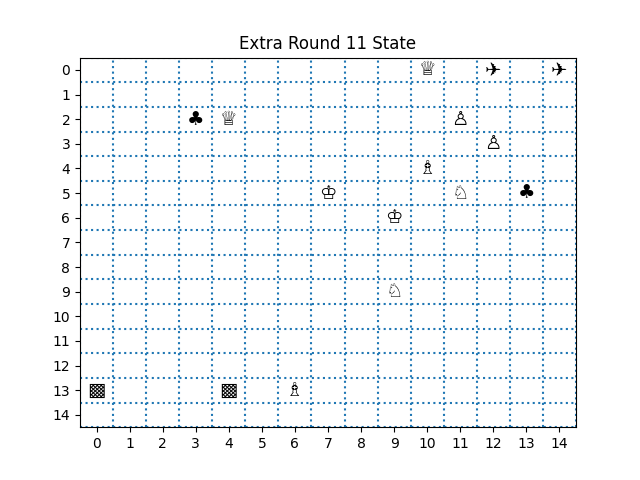 Extra Round 11 State
0 ♕ ✈ ✈
1
2 ♣ ♕ ♙
3 ♙
4 ♗
5 ♔ ♘ ♣
6 ♔
7
8
9 ♘
10
11
12
13 ▩ ▩ ♗
14
0 1 2 3 4 5 6 7 8 9 10 11 12 13 14